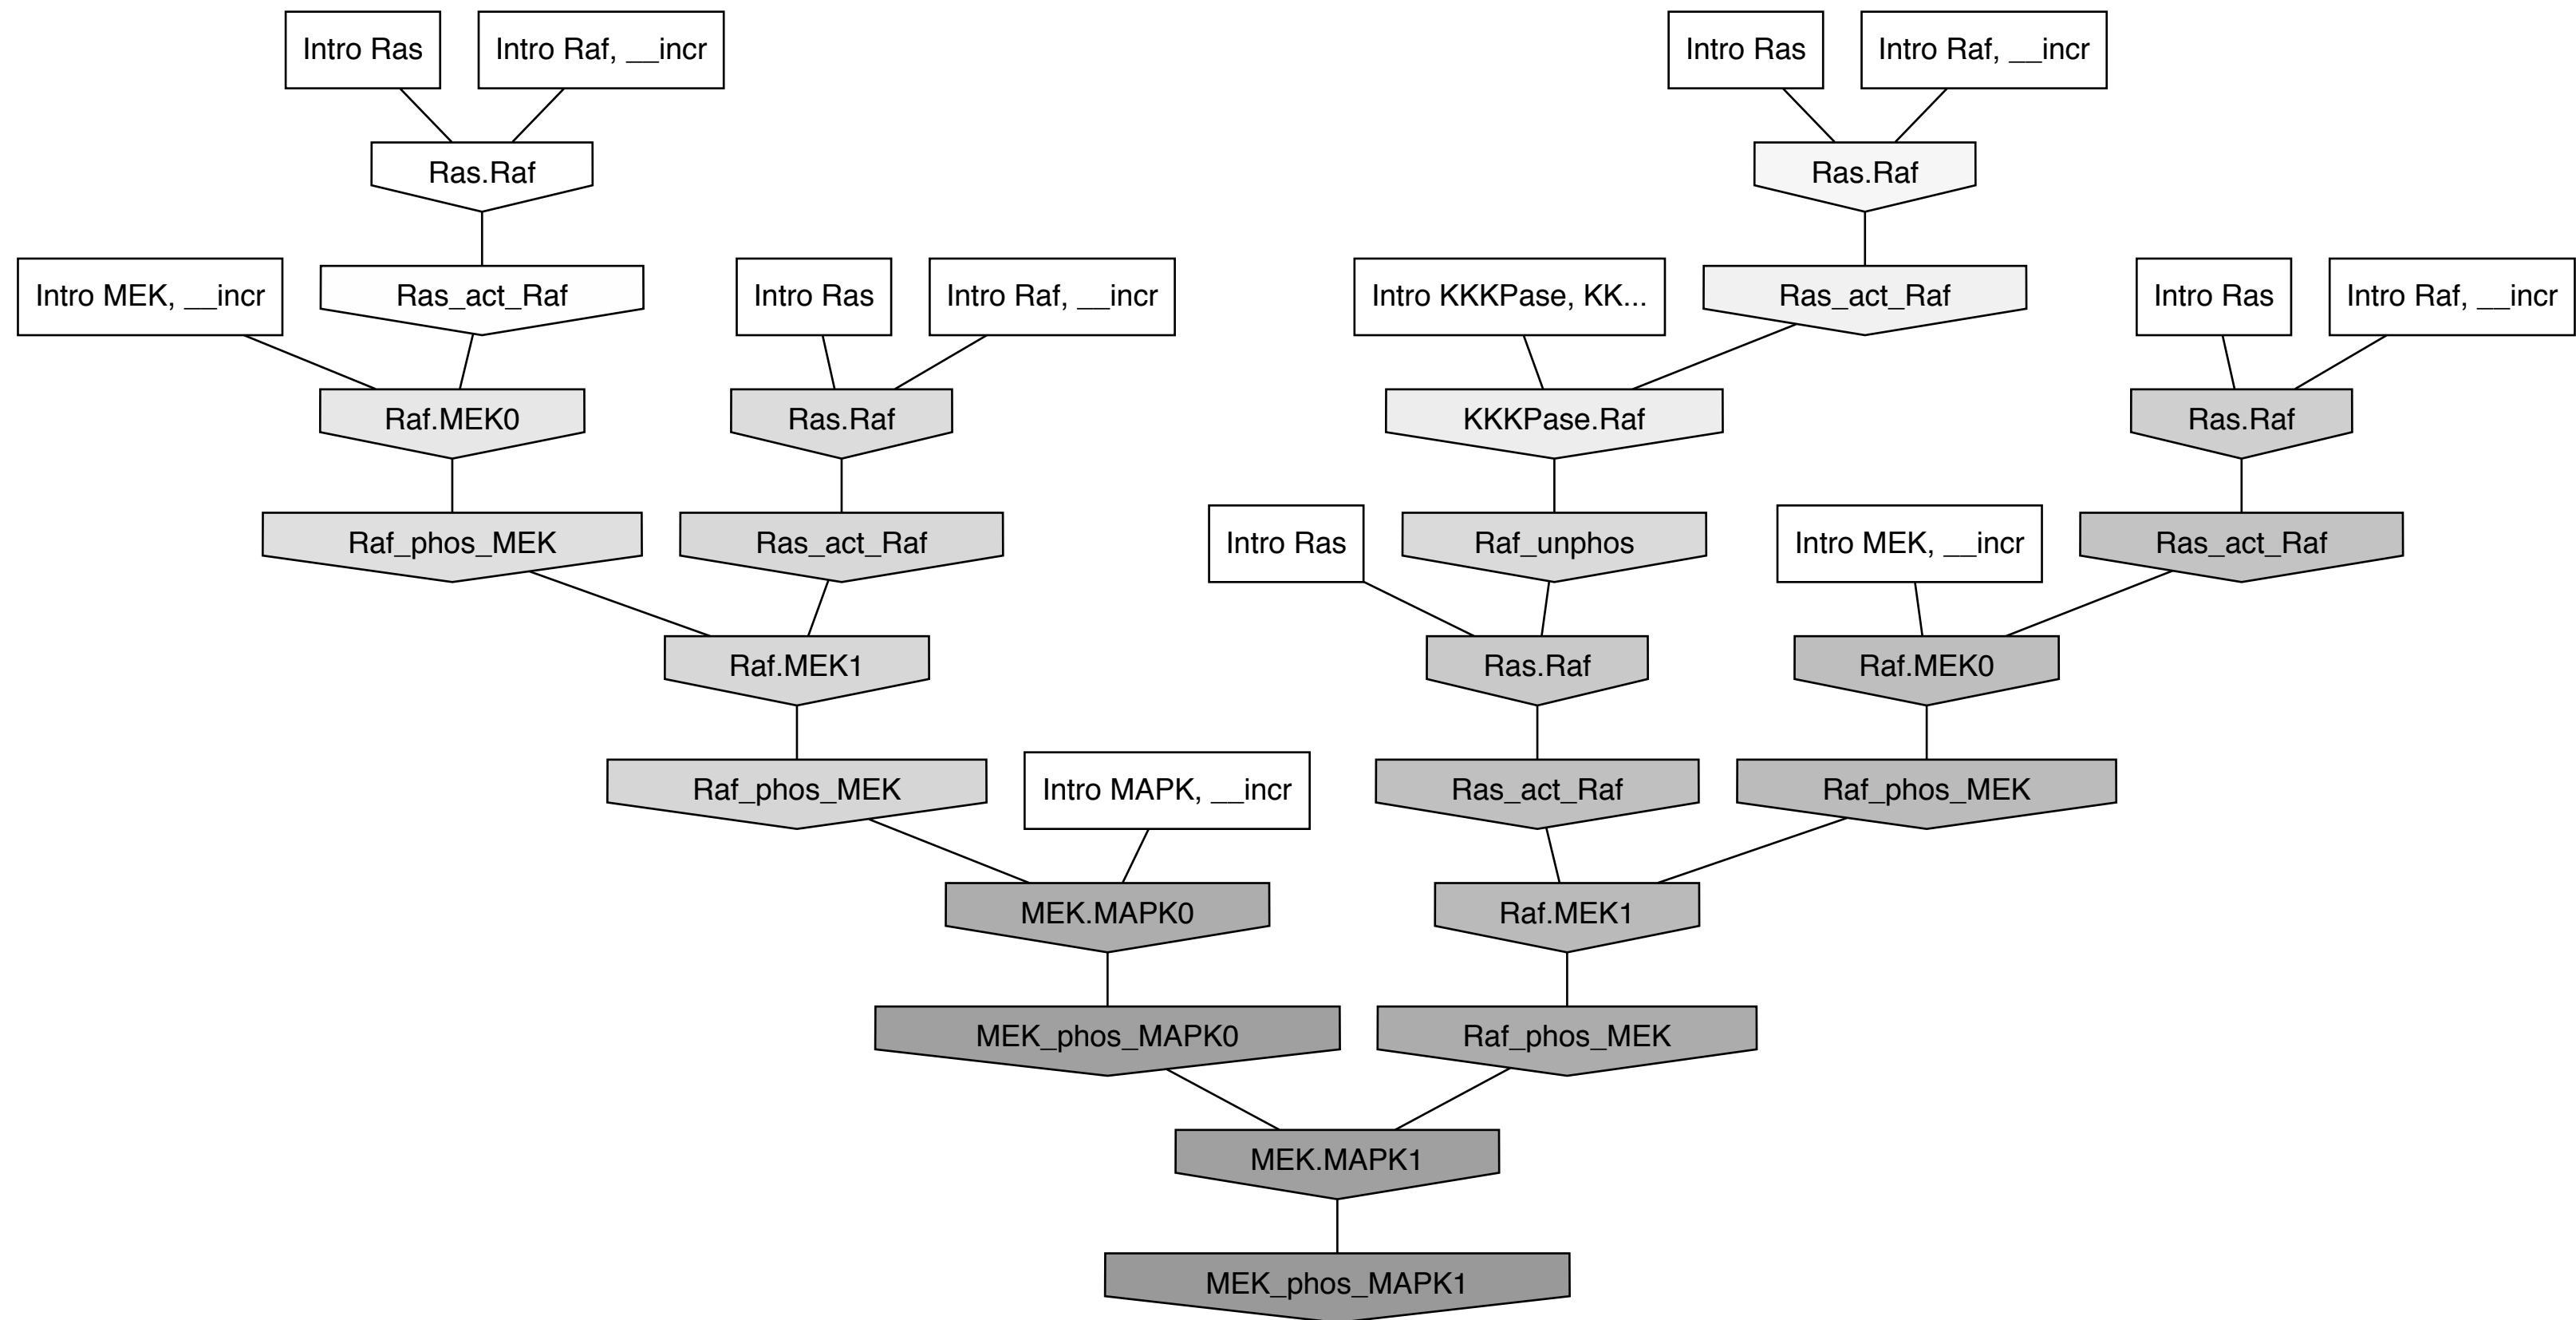 Intro Ras
Intro Raf, __incr
Intro Ras
Intro Raf, __incr
Ras.Raf
Ras.Raf
Intro MEK, __incr
Ras_act_Raf
Intro Ras
Intro Raf, __incr
Intro KKKPase, KK...
Ras_act_Raf
Intro Ras
Intro Raf, __incr
Raf.MEK0
Ras.Raf
KKKPase.Raf
Ras.Raf
Raf_phos_MEK
Ras_act_Raf
Intro Ras
Raf_unphos
Intro MEK, __incr
Ras_act_Raf
Raf.MEK1
Ras.Raf
Raf.MEK0
Raf_phos_MEK
Intro MAPK, __incr
Ras_act_Raf
Raf_phos_MEK
MEK.MAPK0
Raf.MEK1
MEK_phos_MAPK0
Raf_phos_MEK
MEK.MAPK1
MEK_phos_MAPK1